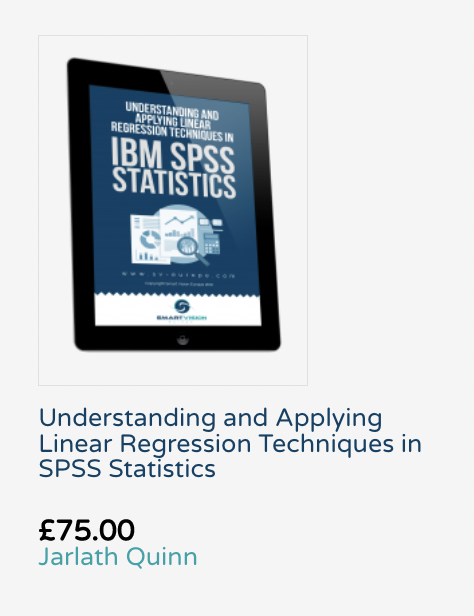 UNDERSTANDING AND
APPLYING LINEAR
REGRESSION TECHNIQUES IN
IBM SPSS
STATISTICS
www.sv-europe.com
SMARTVISION
Understanding and Applying
Linear Regression Techniques in
SPSS Statistics
£75.00
Jarlath Quinn